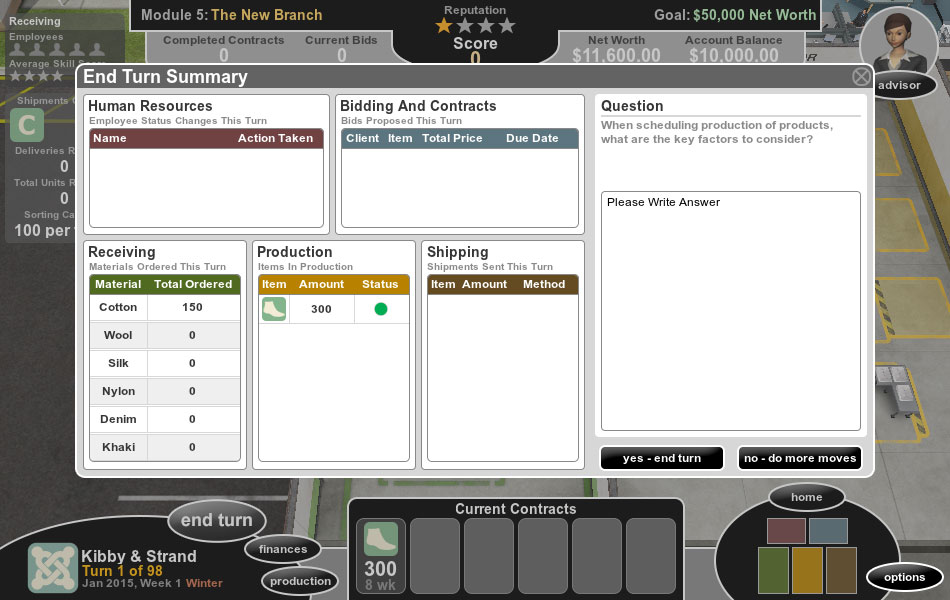 Receiving
Employees
Average Skill
Shipments
C
Deliveries R
0
Total Units R
0
Sorting Ca
100 per
Module 5: The New Branch
Reputation
Goal: $50,000 Net Worth
Completed Contracts
0
Current Bids
0
Score
0
Net Worth
$11,600.00
Account Balance
$10,000.00
advisor
End Turn Summary
Human Resources
Employee Status Changes This Turn
Name Action Taken
Bidding And Contracts
Bids Proposed This Turn
Client Item Total Price Due Date
Question
When scheduling production of products,
what are the key factors to consider?
Please Write Answer
Receiving
Materials Ordered This Turn
Material Total Ordered
Cotton 150
Wool 0
Silk 0
Nylon 0
Denim 0
Khaki 0
Production
Items In Production
Item Amount Status
300
Shipping
Shipments Sent This Turn
Item Amount Method
yes - end turn
no - do more moves
end turn
Kibby & Strand
Turn 1 of 98
Jan 2015, Week 1 Winter
finances
production
Current Contracts
300
8 wk
home
options